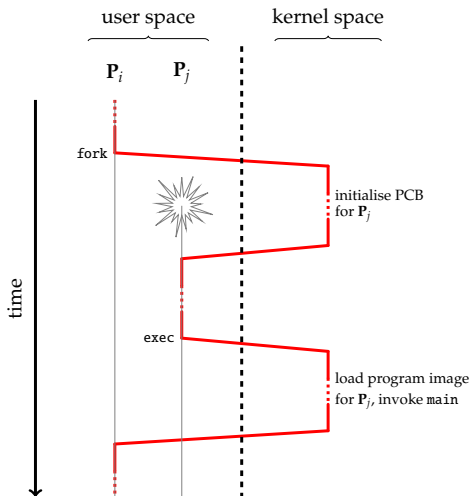 user space
kernel space
P_i
P_j
fork
initialise PCB
for P_j
time
exec
load program image
for P_j, invoke main